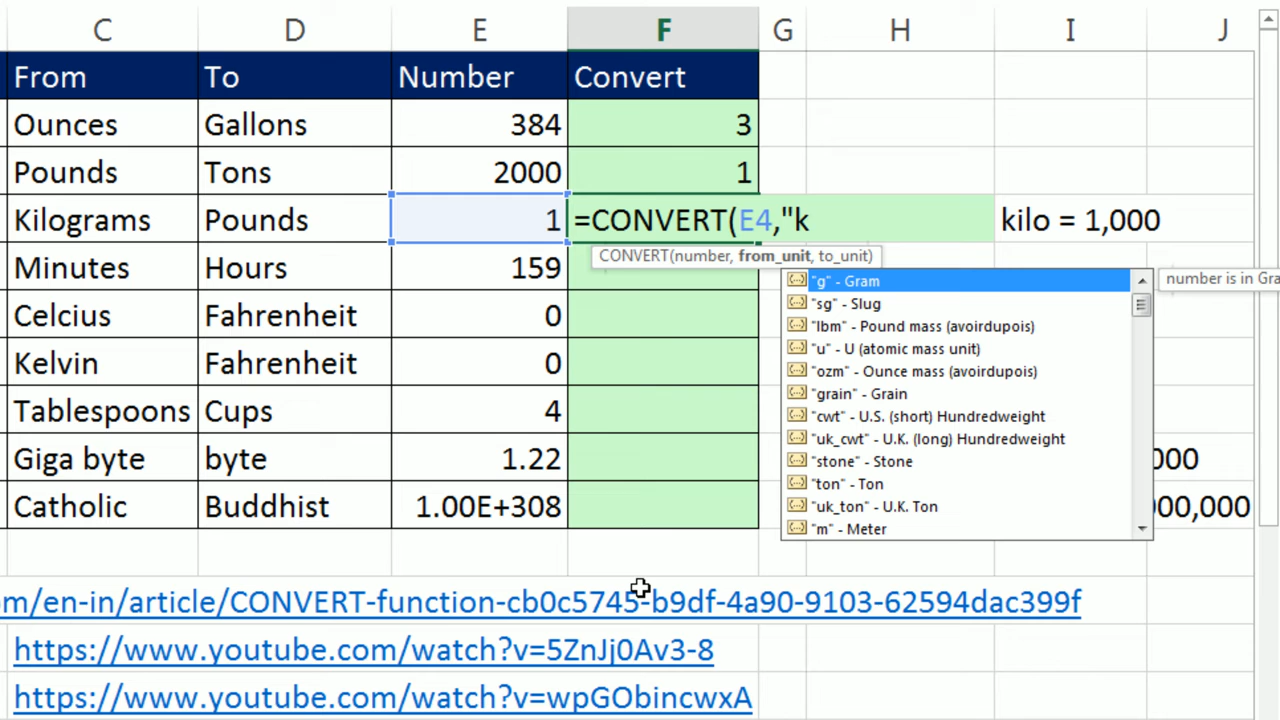 C D E F G H I J
From To Number Convert
Ounces Gallons 384 3
Pounds Tons 2000 1
Kilograms Pounds 1 =CONVERT(E4,"k kilo = 1,000
CONVERT(number, from_unit, to_unit)
Minutes Hours 159
"g" - Gram number is in Gra
"sg" - Slug
Celcius Fahrenheit 0
"lbm" - Pound mass (avoirdupois)
"u" - U (atomic mass unit)
Kelvin Fahrenheit 0
"ozm" - Ounce mass (avoirdupois)
"grain" - Grain
Tablespoons Cups 4
"cwt" - U.S. (short) Hundredweight
"uk_cwt" - U.K. (long) Hundredweight
Giga byte byte 1.22 000
"stone" - Stone
"ton" - Ton
Catholic Buddhist 1.00E+308 00,000
"uk_ton" - U.K. Ton
"m" - Meter
om/en-in/article/CONVERT-function-cb0c5745-b9df-4a90-9103-62594dac399f
https://www.youtube.com/watch?v=5ZnJj0Av3-8
https://www.youtube.com/watch?v=wpGObincwxA